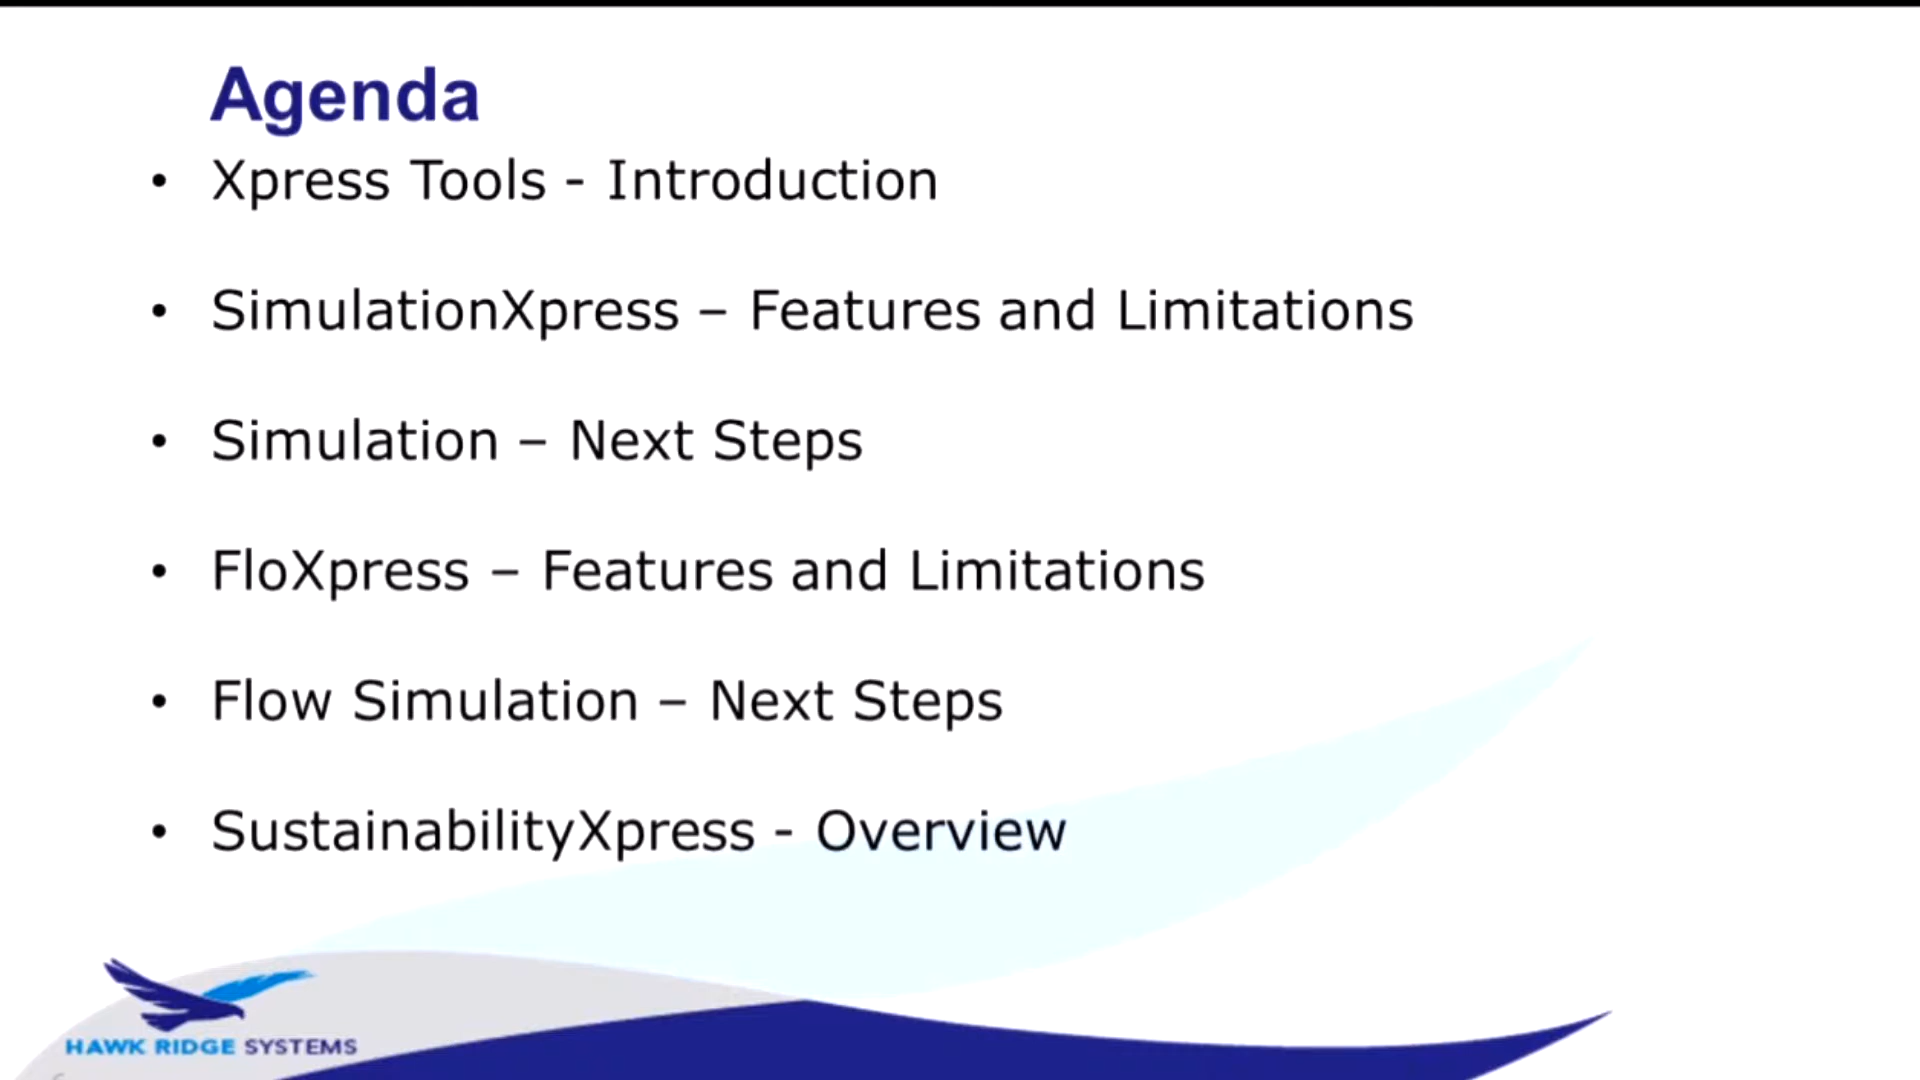 Agenda
• Xpress Tools - Introduction
• SimulationXpress – Features and Limitations
• Simulation – Next Steps
• FloXpress – Features and Limitations
• Flow Simulation – Next Steps
• SustainabilityXpress - Overview
HAWK RIDGE SYSTEMS